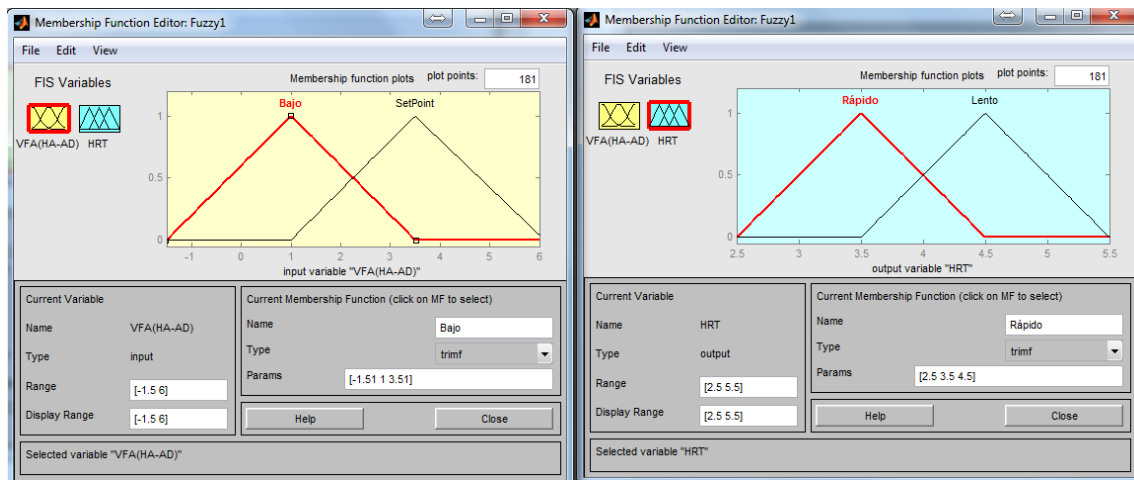 Membership Function Editor: Fuzzy1
File Edit View
FIS Variables
Membership function plots plot points: 181
VFA(HA-AD) HRT
Bajo
SetPoint
1
0.5
0
-1 0 1 2 3 4 5 6
input variable "VFA(HA-AD)"
Current Variable
Name VFA(HA-AD)
Type input
Range [-1.5 6]
Display Range [-1.5 6]
Current Membership Function (click on MF to select)
Name Bajo
Type trimf
Params [-1.51 1 3.51]
Help Close
Selected variable "VFA(HA-AD)"
Membership Function Editor: Fuzzy1
File Edit View
FIS Variables
Membership function plots plot points: 181
VFA(HA-AD) HRT
Rápido
Lento
1
0.5
0
2.5 3 3.5 4 4.5 5 5.5
output variable "HRT"
Current Variable
Name HRT
Type output
Range [2.5 5.5]
Display Range [2.5 5.5]
Current Membership Function (click on MF to select)
Name Rápido
Type trimf
Params [2.5 3.5 4.5]
Help Close
Selected variable "HRT"